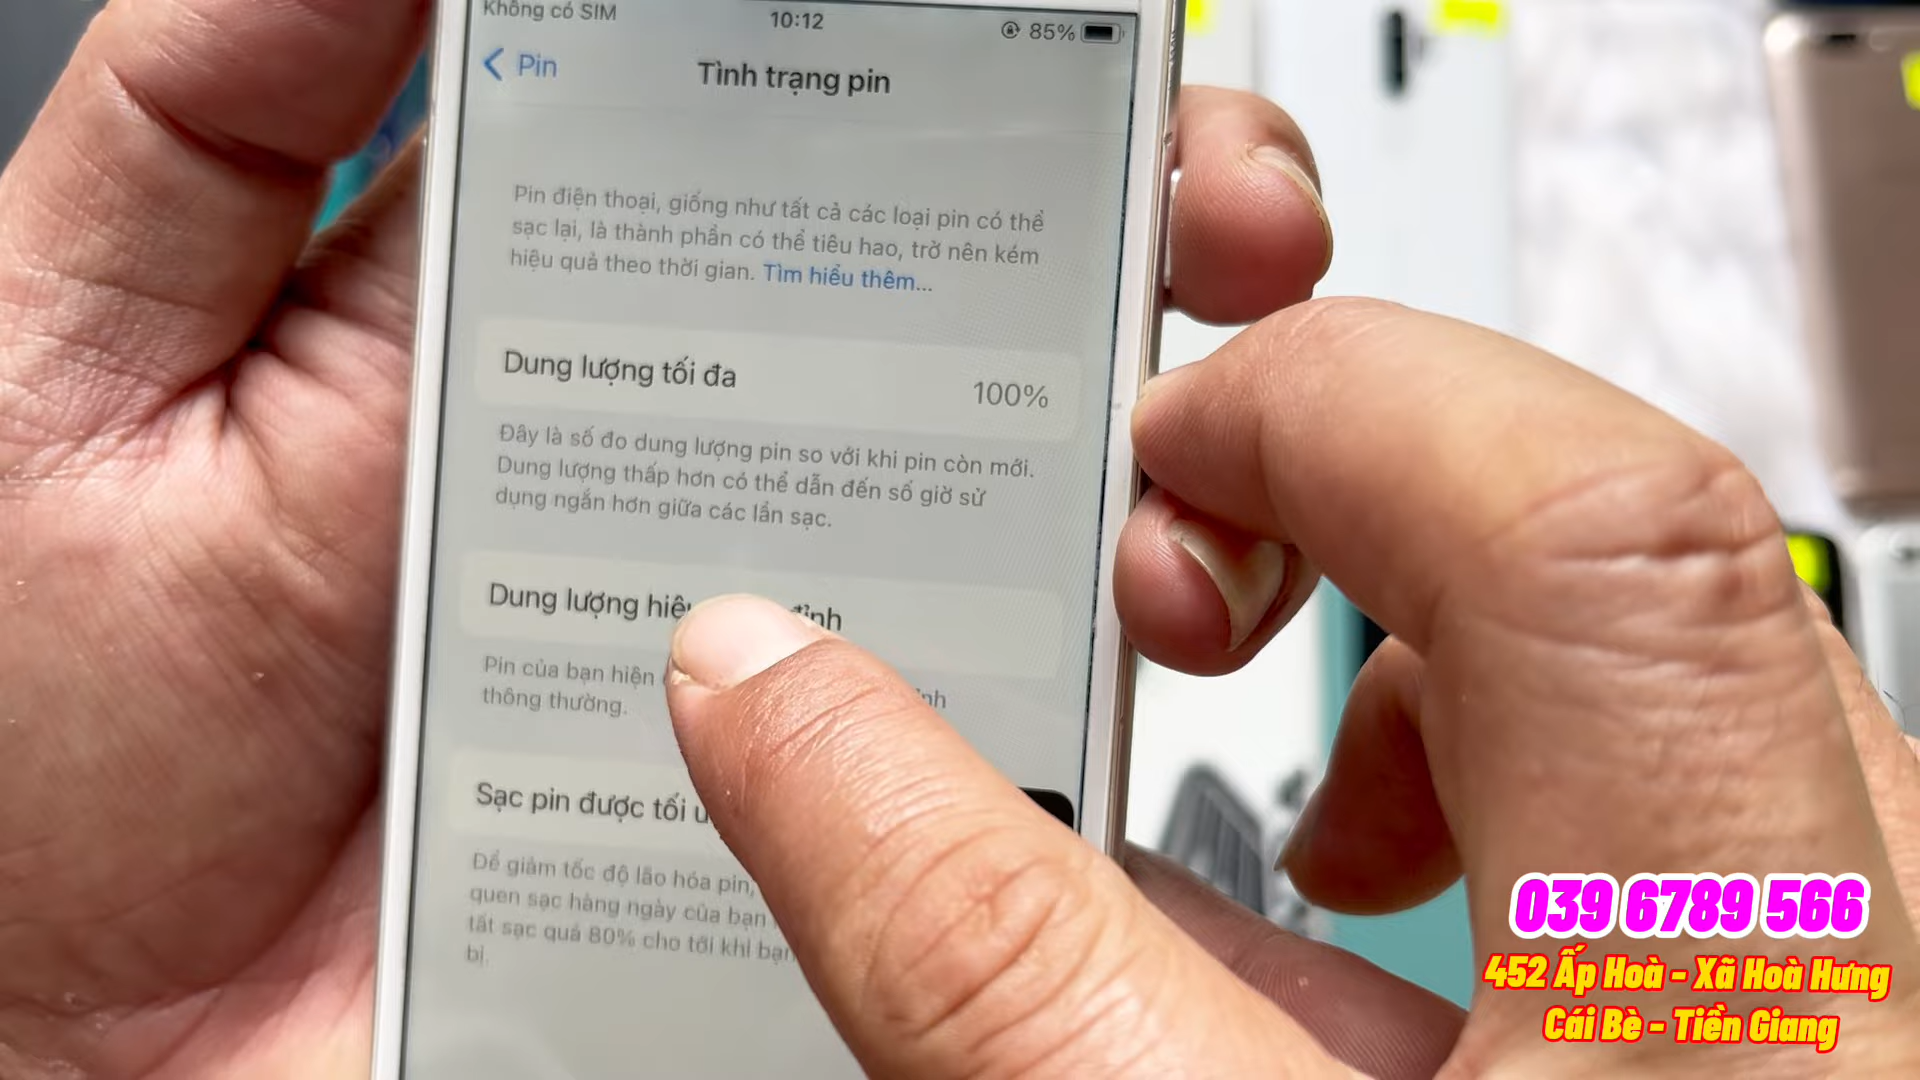 Không có SIM
10:12
85%
Pin
Tình trạng pin
Pin điện thoại, giống như tất cả các loại pin có thể
sạc lại, là thành phần có thể tiêu hao, trở nên kém
hiệu quả theo thời gian. Tìm hiểu thêm...
Dung lượng tối đa
100%
Đây là số đo dung lượng pin so với khi pin còn mới.
Dung lượng thấp hơn có thể dẫn đến số giờ sử
dụng ngắn hơn giữa các lần sạc.
Dung lượng đỉnh
Pin của bạn hiện
thông thường.
Sạc pin được tối
Để giảm tốc độ lão hóa pin,
quen sạc hàng ngày của bạn
tất sạc quá 80% cho tới khi bạn
bị.
039 6789 566
452 Ấp Hoà - Xã Hoà Hưng
Cái Bè - Tiền Giang